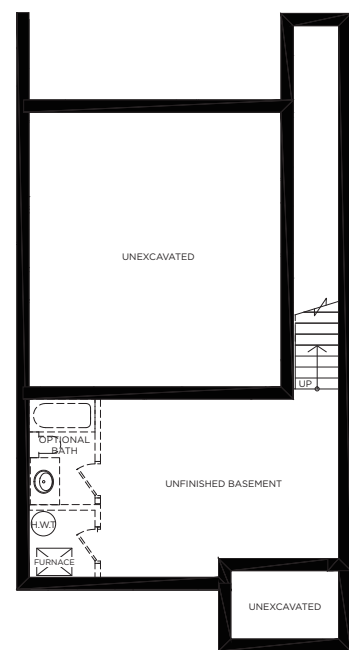 UNEXCAVATED
UP
OPTIONAL
BATH
UNFINISHED BASEMENT
H.W.T
FURNACE
UNEXCAVATED